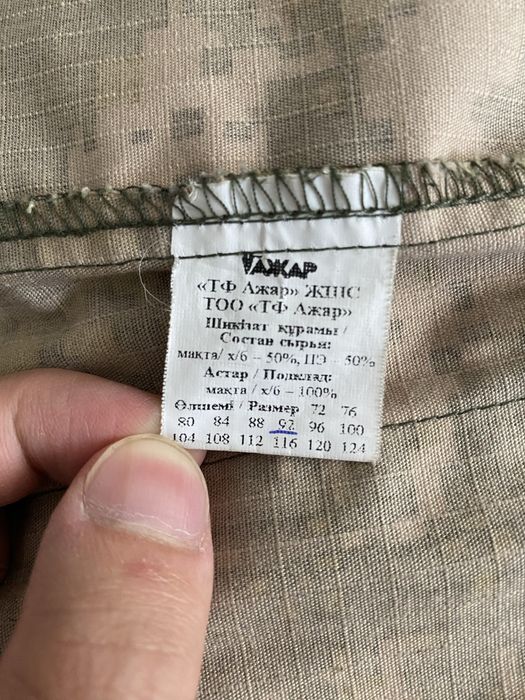 АЖАР
«ТФ Ажар» ЖШС
ТОО «ТФ Ажар»
Шикізат құрамы /
Состав сырья:
мақта/ х/б – 50%, ПЭ – 50%
Астар / Подклад:
мақта / х/б – 100%
Өлшемі / Размер 72 76
80 84 88 92 96 100
104 108 112 116 120 124